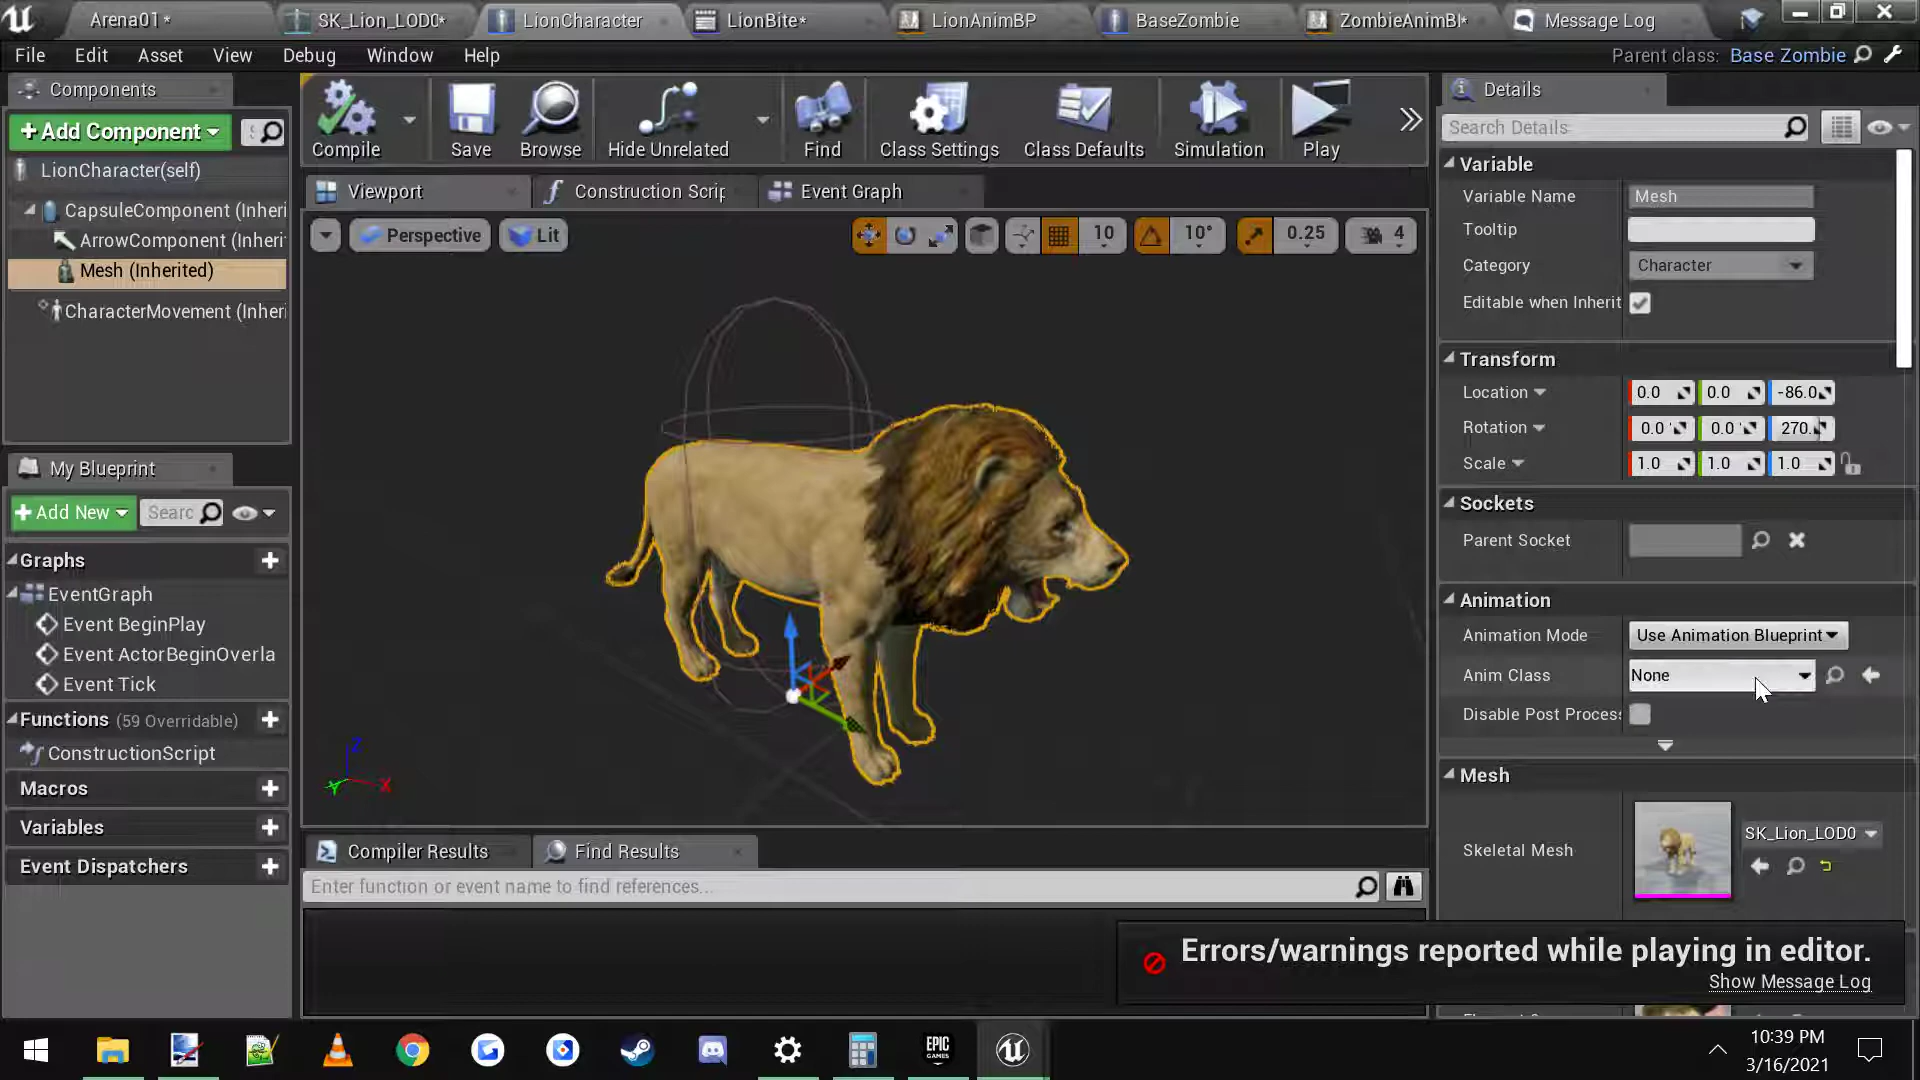 Arena01*
SK_Lion_LOD0*
LionCharacter
LionBite*
LionAnimBP
BaseZombie
ZombieAnimBl*
Message Log
File
Edit
Asset
View
Debug
Window
Help
Parent class: Base Zombie
Components
+Add Component
LionCharacter(self)
CapsuleComponent (Inheri
ArrowComponent (Inheri
Mesh (Inherited)
CharacterMovement (Inheri
Compile
Save
Browse
Hide Unrelated
Find
Class Settings
Class Defaults
Simulation
Play
Viewport
Construction Scrip
Event Graph
Perspective
Lit
10
10°
0.25
4
Z
X
Y
My Blueprint
+Add New
Searc
Graphs
EventGraph
Event BeginPlay
Event ActorBeginOverla
Event Tick
Functions (59 Overridable)
ConstructionScript
Macros
Variables
Event Dispatchers
Compiler Results
Find Results
Enter function or event name to find references...
Details
Search Details
Variable
Variable Name
Mesh
Tooltip
Category
Character
Editable when Inherit
Transform
Location
0.0
0.0
-86.0
Rotation
0.0 °
0.0 °
270.
Scale
1.0
1.0
1.0
Sockets
Parent Socket
Animation
Animation Mode
Use Animation Blueprint
Anim Class
None
Disable Post Proces
Mesh
Skeletal Mesh
SK_Lion_LOD0
Errors/warnings reported while playing in editor.
Show Message Log
EPIC
GAMES
10:39 PM
3/16/2021